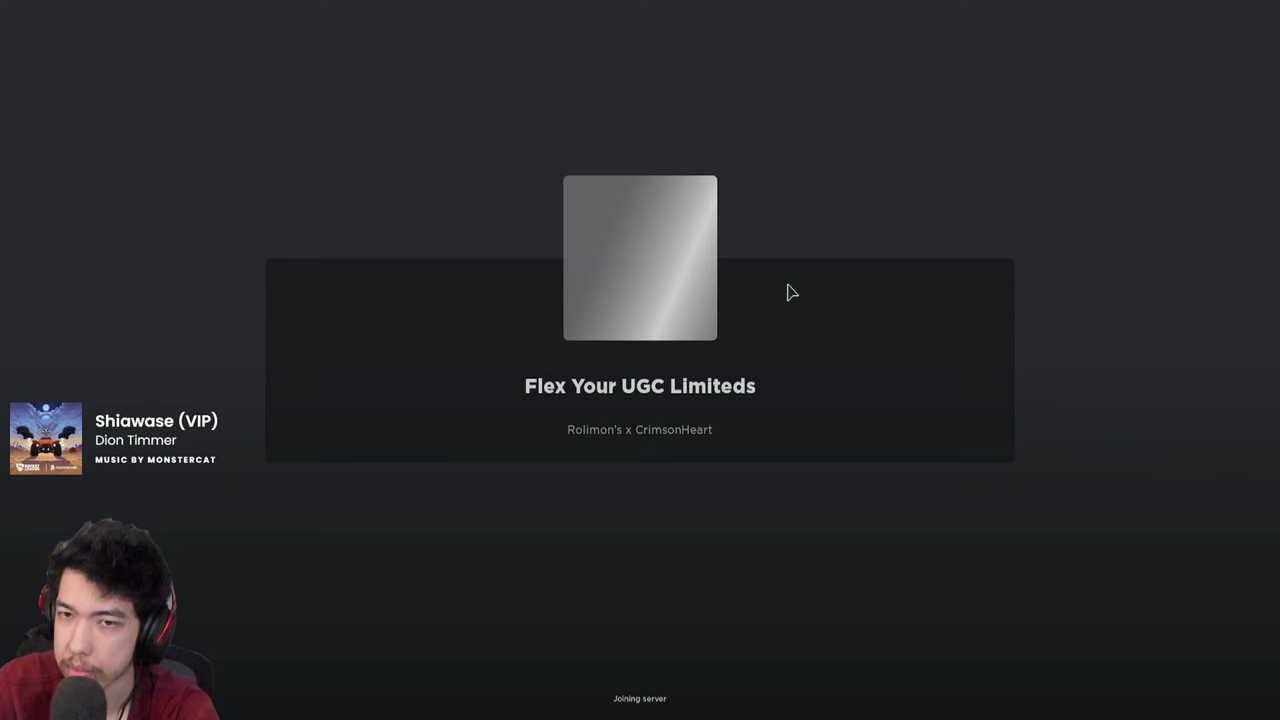 Flex Your UGC Limiteds
Rolimon's x CrimsonHeart
Shiawase (VIP)
Dion Timmer
MUSIC BY MONSTERCAT
Joining server